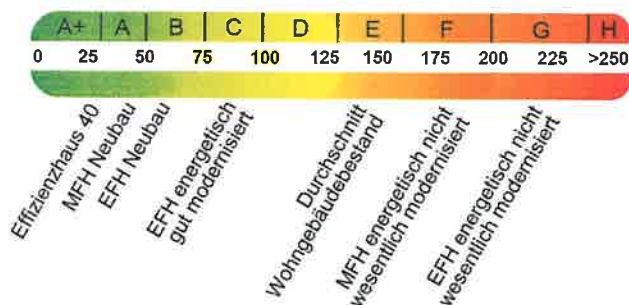 A+ A B C D E F G H
0 25 50 75 100 125 150 175 200 225 >250
Effizienzhaus 40
MFH Neubau
EFH Neubau
EFH energetisch
gut modernisiert
Durchschnitt
Wohngebäudebestand
MFH energetisch nicht
wesentlich modernisiert
EFH energetisch nicht
wesentlich modernisiert